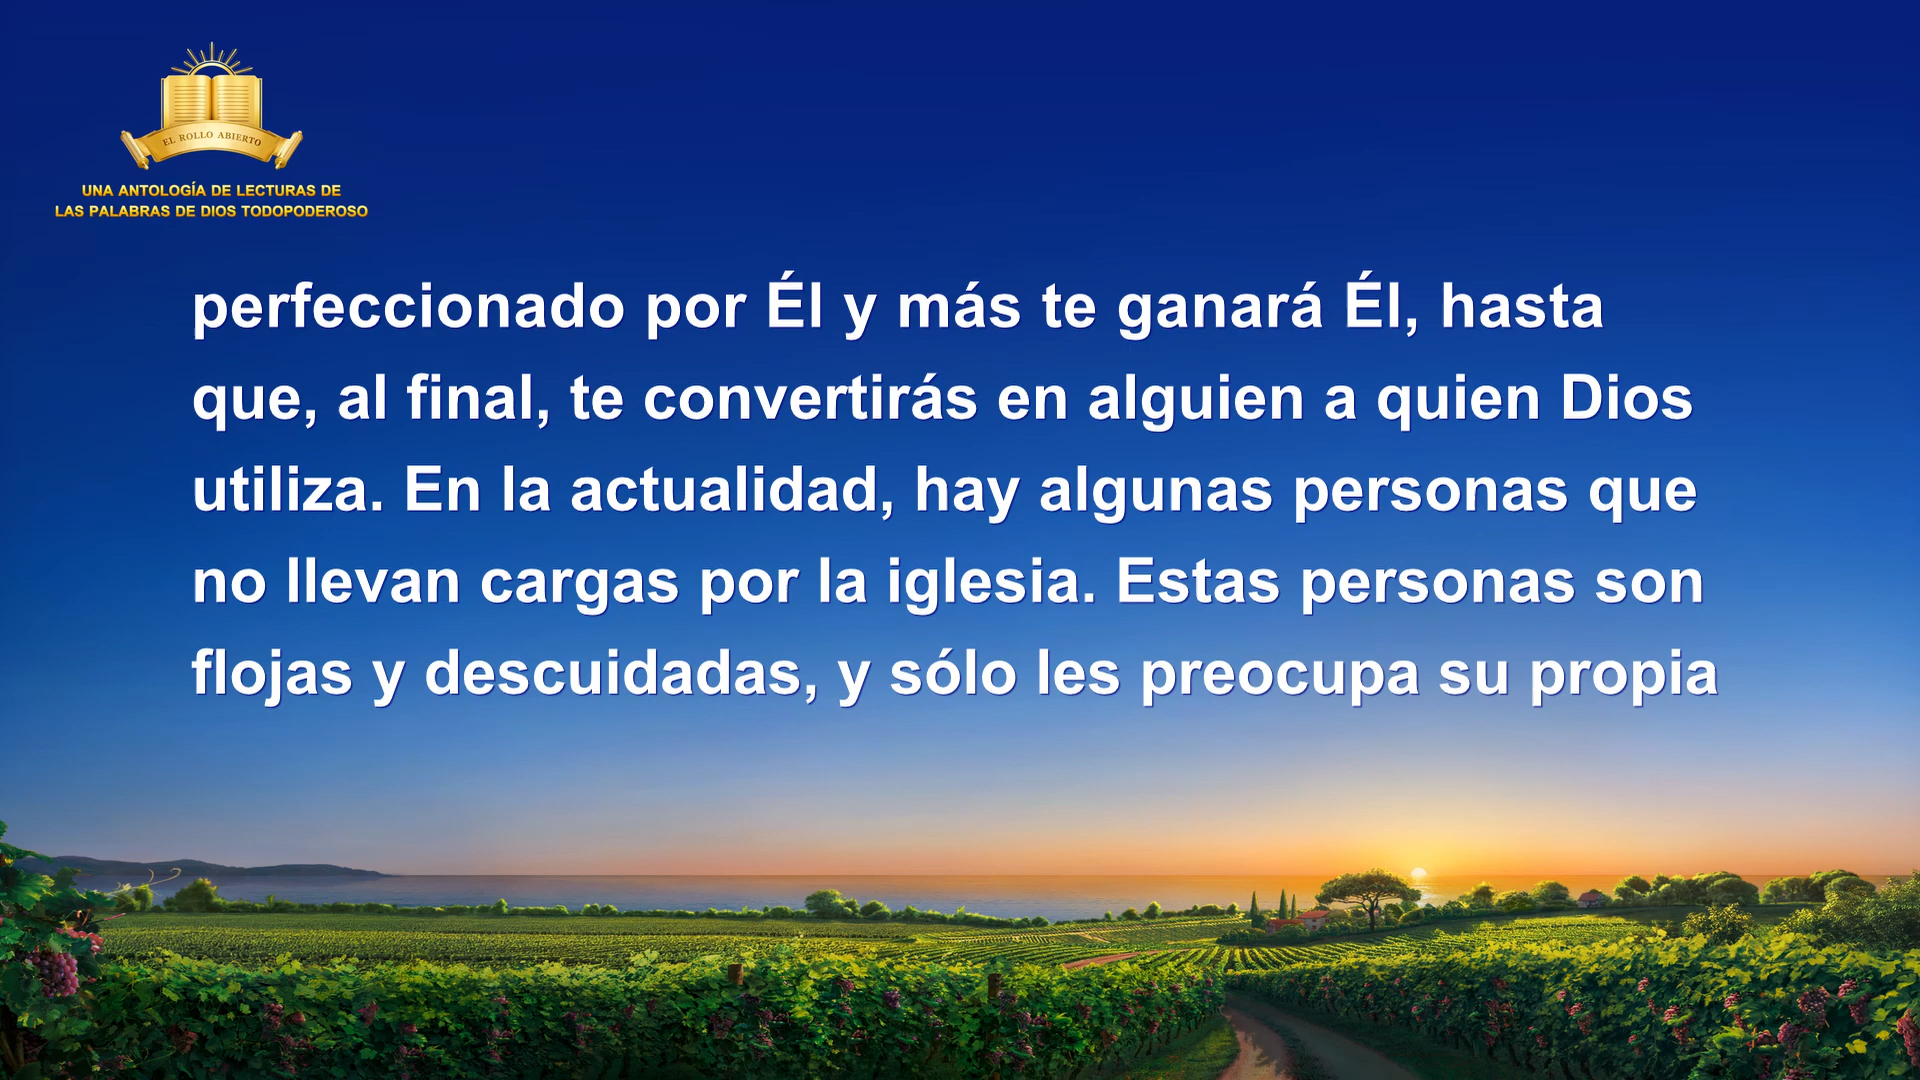 EL ROLLO ABIERTO
UNA ANTOLOGÍA DE LECTURAS DE
LAS PALABRAS DE DIOS TODOPODEROSO
perfeccionado por Él y más te ganará Él, hasta
que, al final, te convertirás en alguien a quien Dios
utiliza. En la actualidad, hay algunas personas que
no llevan cargas por la iglesia. Estas personas son
flojas y descuidadas, y sólo les preocupa su propia